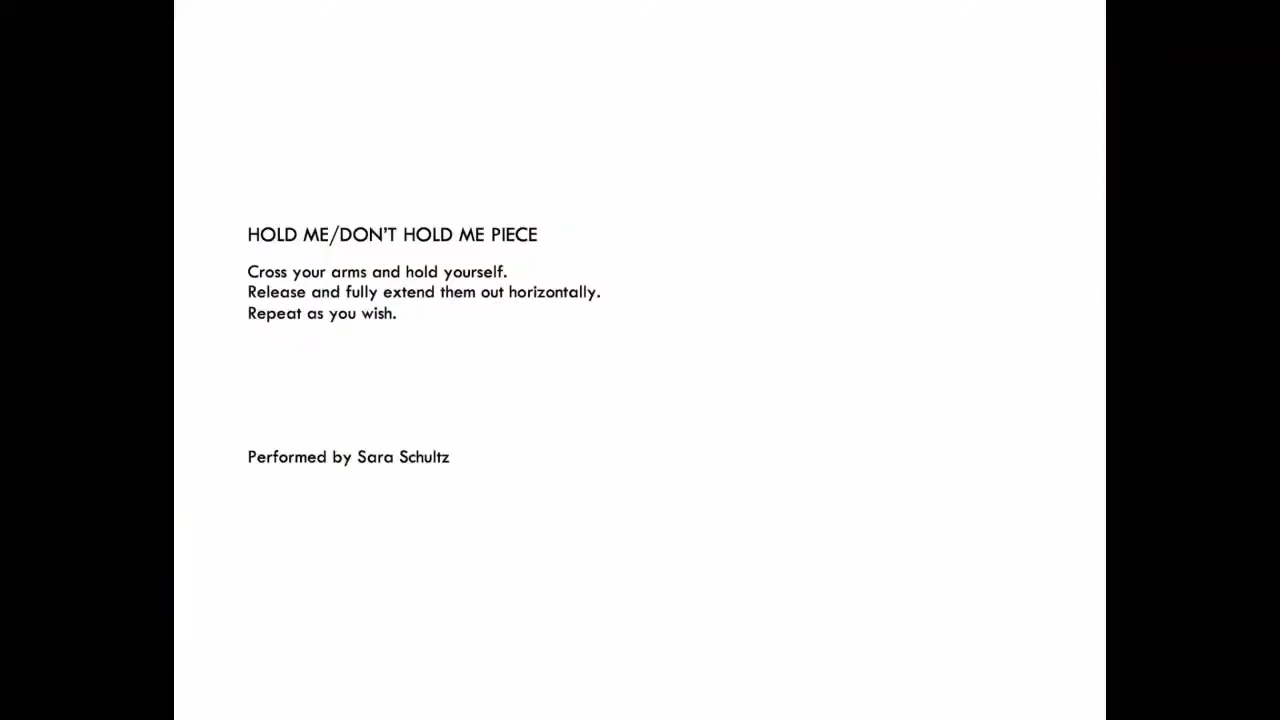 HOLD ME/DON'T HOLD ME PIECE
Cross your arms and hold yourself.
Release and fully extend them out horizontally.
Repeat as you wish.
Performed by Sara Schultz